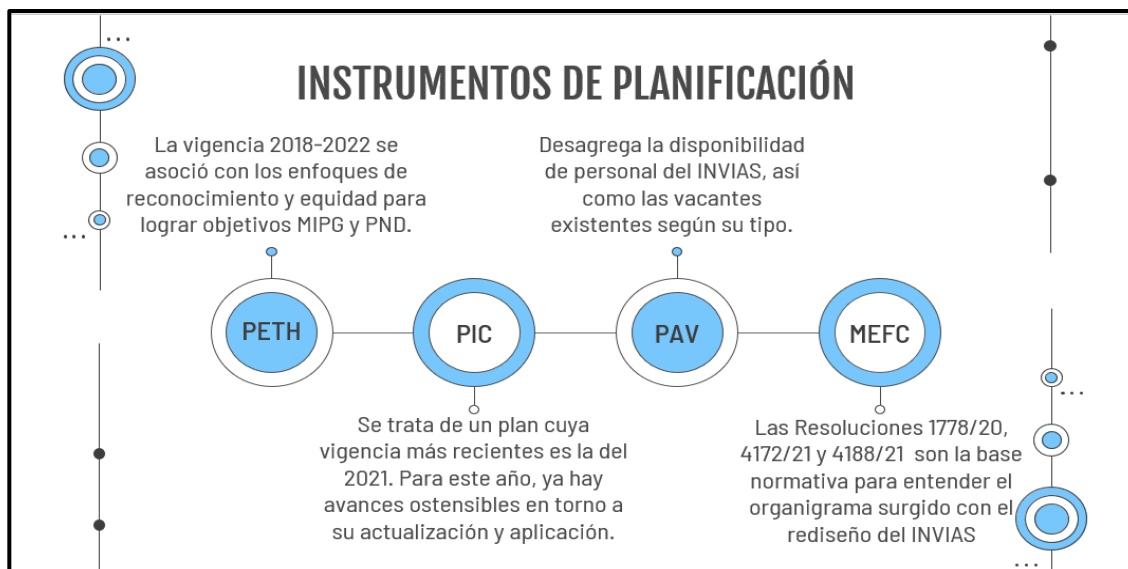 INSTRUMENTOS DE PLANIFICACIÓN
La vigencia 2018-2022 se
asoció con los enfoques de
reconocimiento y equidad para
lograr objetivos MIPG y PND.
Desagrega la disponibilidad
de personal del INVIAS, así
como las vacantes
existentes según su tipo.
PETH
PIC
PAV
MEFC
Se trata de un plan cuya
vigencia más recientes es la del
2021. Para este año, ya hay
avances ostensibles en torno a
su actualización y aplicación.
Las Resoluciones 1778/20,
4172/21 y 4188/21 son la base
normativa para entender el
organigrama surgido con el
rediseño del INVIAS